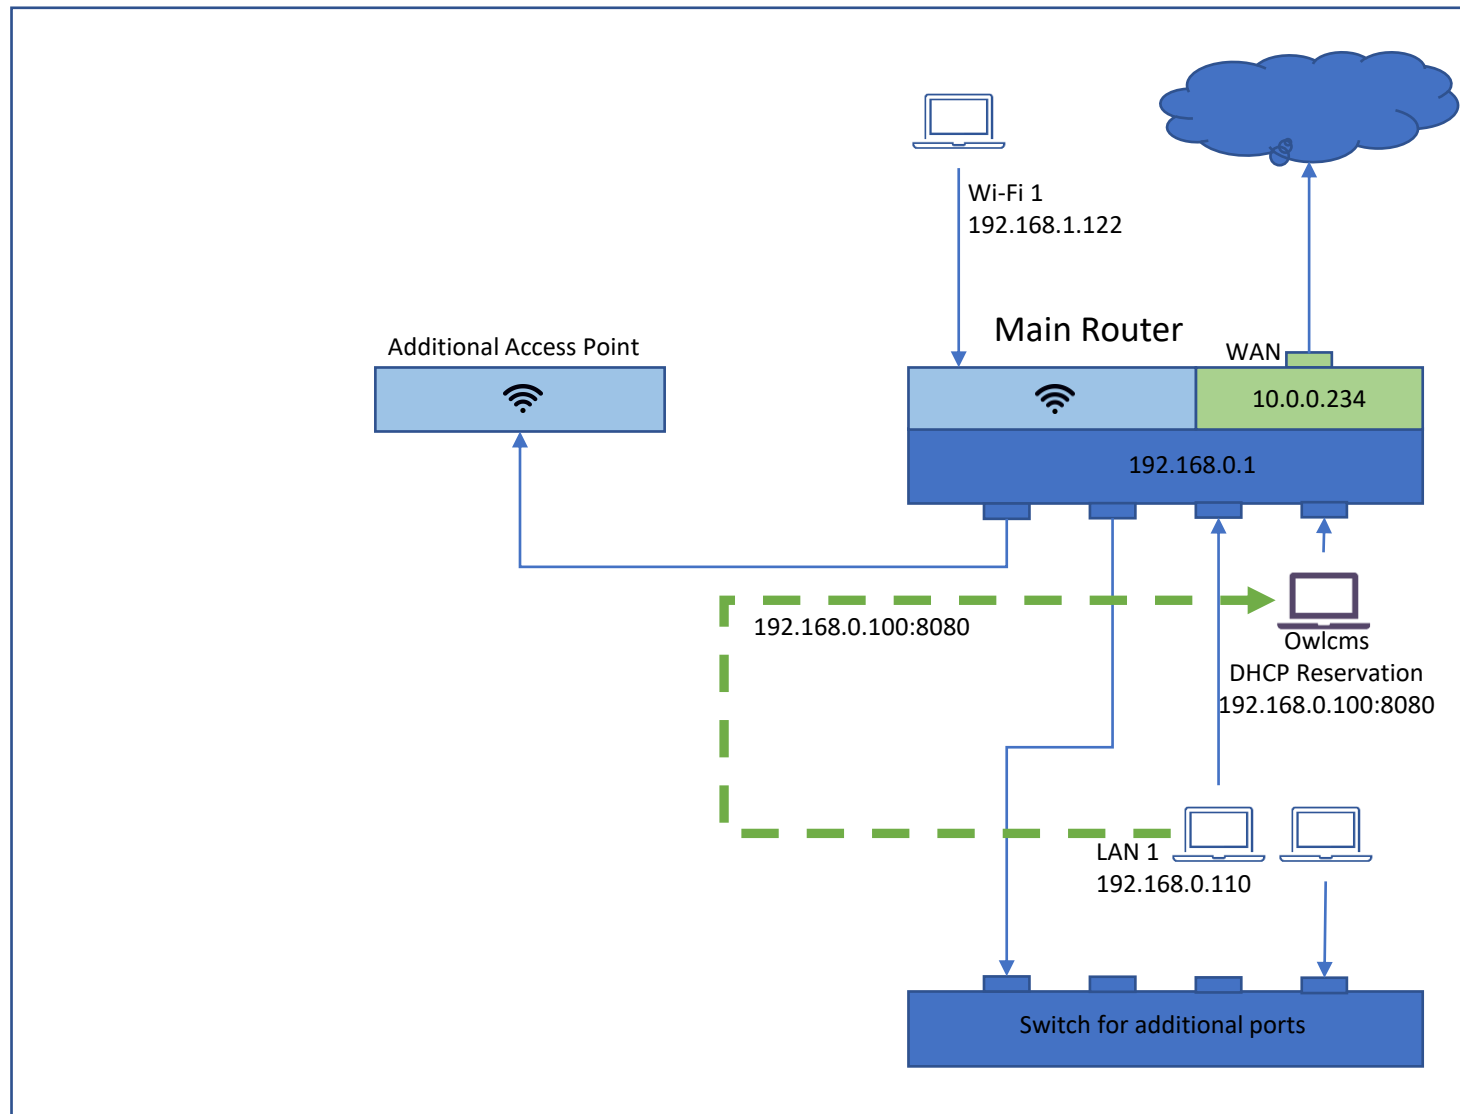 Wi-Fi 1
192.168.1.122
Main Router
Additional Access Point
WAN
10.0.0.234
192.168.0.1
192.168.0.100:8080
Owlcms
DHCP Reservation
192.168.0.100:8080
LAN 1
192.168.0.110
Switch for additional ports